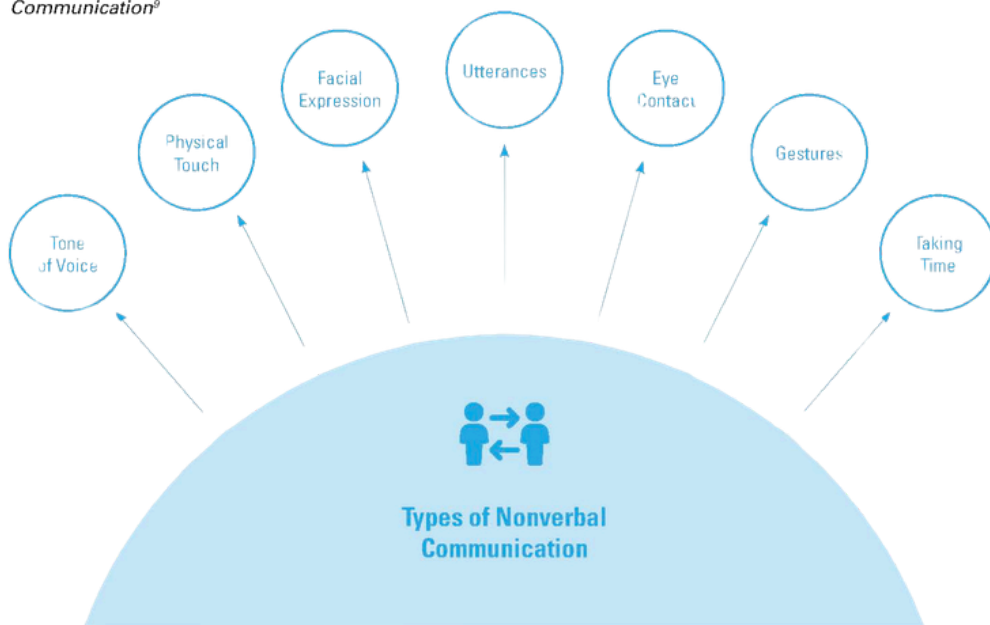 Communication⁹
Tone
of Voice
Physical
Touch
Facial
Expression
Utterances
Eye
Contact
Gestures
Taking
Time
Types of Nonverbal
Communication